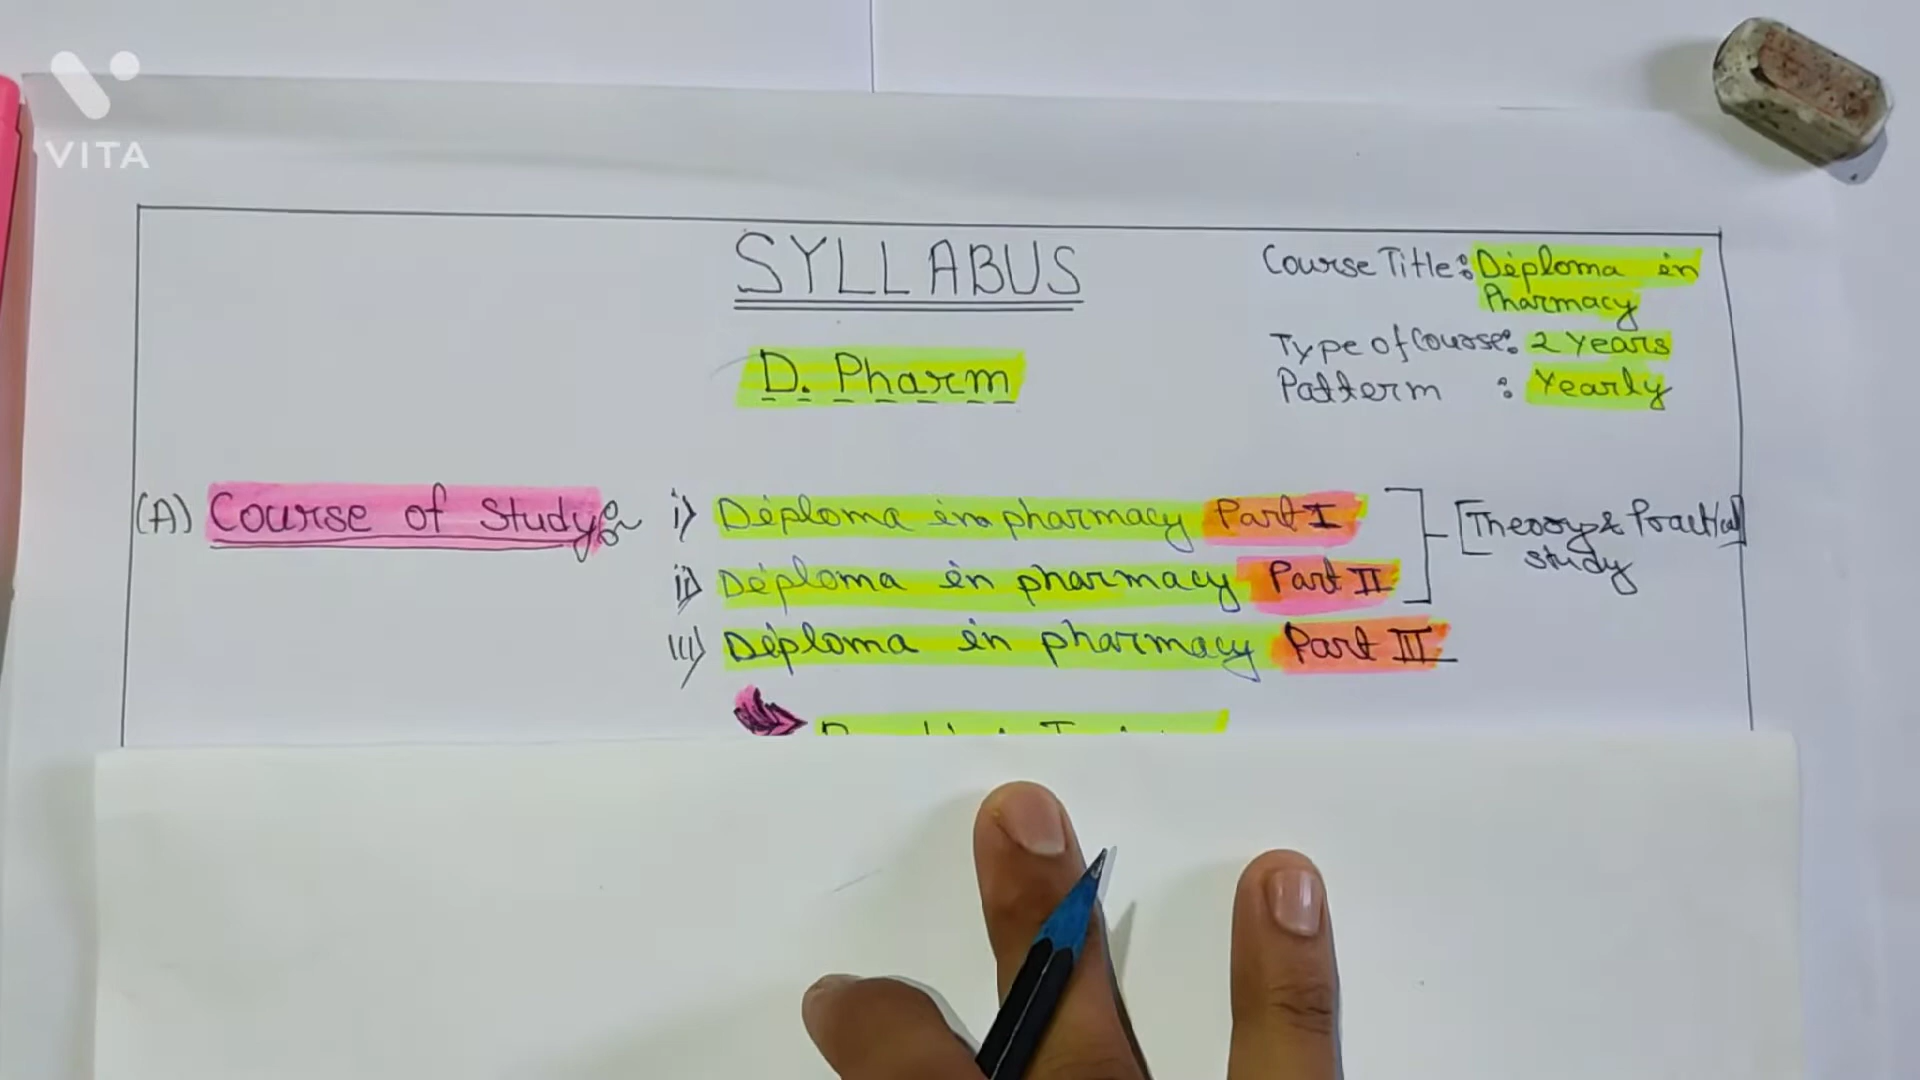 VITA
SYLLABUS
D. Pharm
Course Title: Diploma in
Pharmacy
Type of Course: 2 Years
Pattern : Yearly
(A) Course of Study:~ i) Diploma in pharmacy Part I
ii) Diploma in pharmacy Part II
[Theory & Practical]
study
iii) Diploma in pharmacy Part III